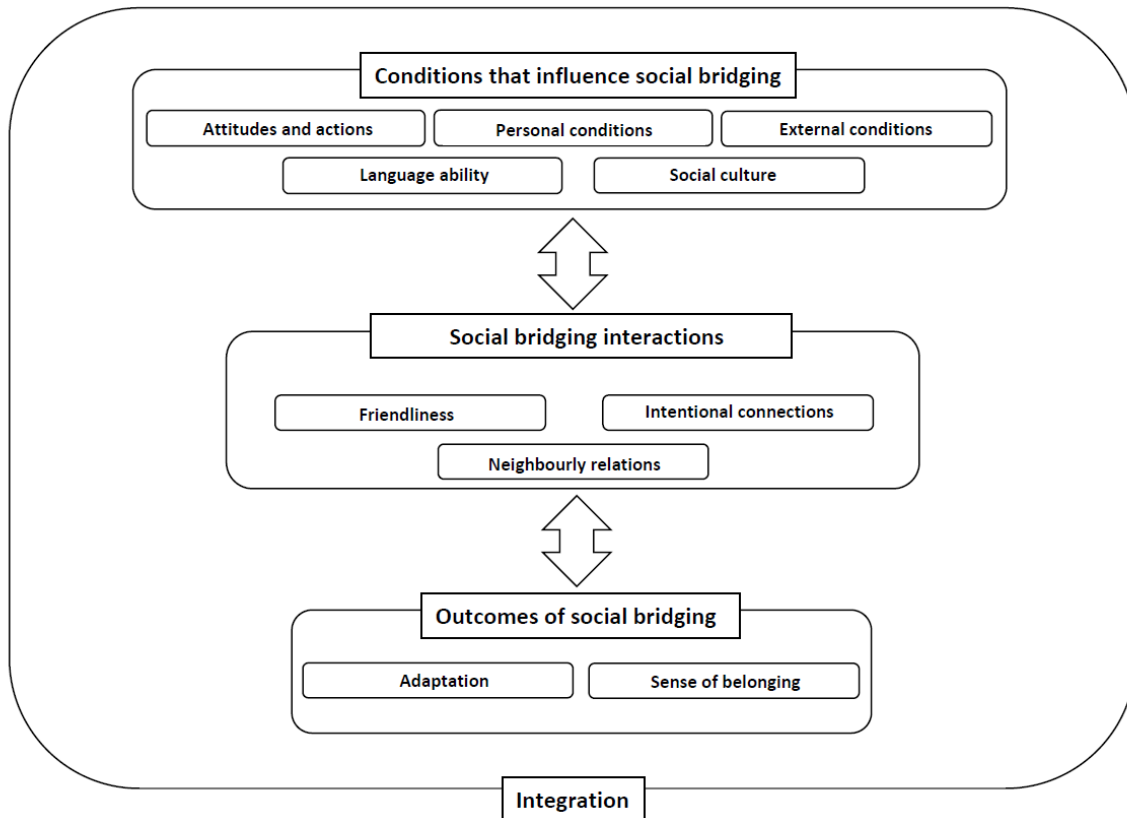 Conditions that influence social bridging
Attitudes and actions
Personal conditions
External conditions
Language ability
Social culture
Social bridging interactions
Friendliness
Intentional connections
Neighbourly relations
Outcomes of social bridging
Adaptation
Sense of belonging
Integration